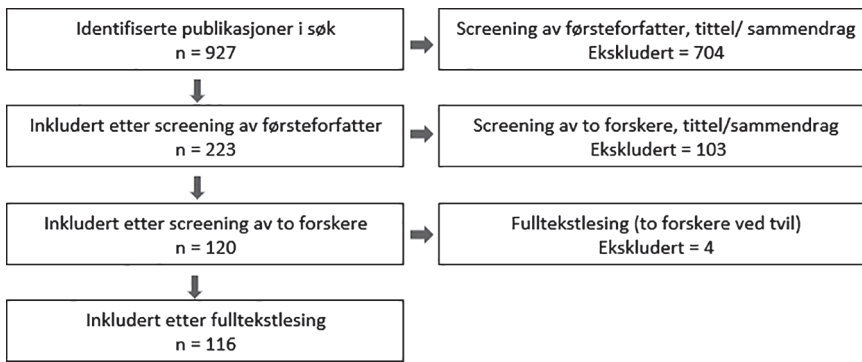 Identifiserte publikasjoner i søk
n = 927
Screening av førsteforfatter, tittel/ sammendrag
Ekskludert = 704
Inkludert etter screening av førsteforfatter
n = 223
Screening av to forskere, tittel/sammendrag
Ekskludert = 103
Inkludert etter screening av to forskere
n = 120
Fulltekstlesing (to forskere ved tvil)
Ekskludert = 4
Inkludert etter fulltekstlesing
n = 116